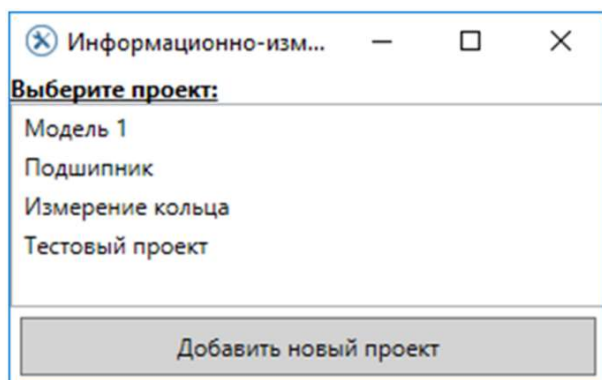 Информационно-изм...
Выберите проект:
Модель 1
Подшипник
Измерение кольца
Тестовый проект
Добавить новый проект